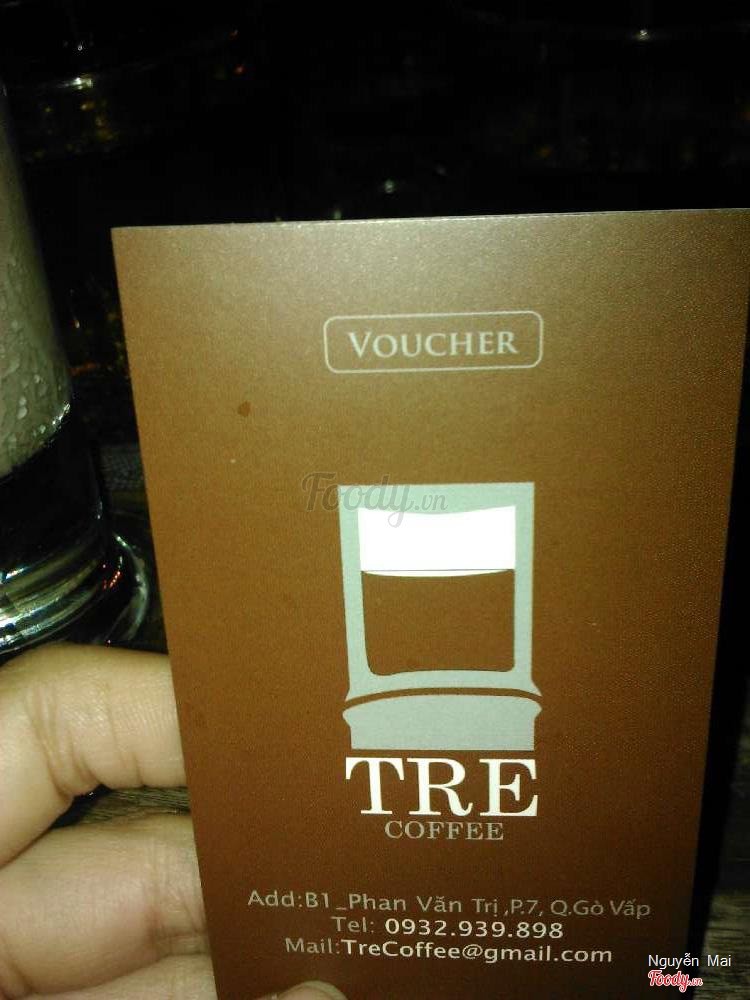 VOUCHER
Foody.vn
TRE
COFFEE
Add:B1_Phan Văn Trị ,P.7, Q.Gò Vấp
Tel: 0932.939.898
Mail:TreCoffee@gmail.com
Nguyễn Mai
Foody.vn